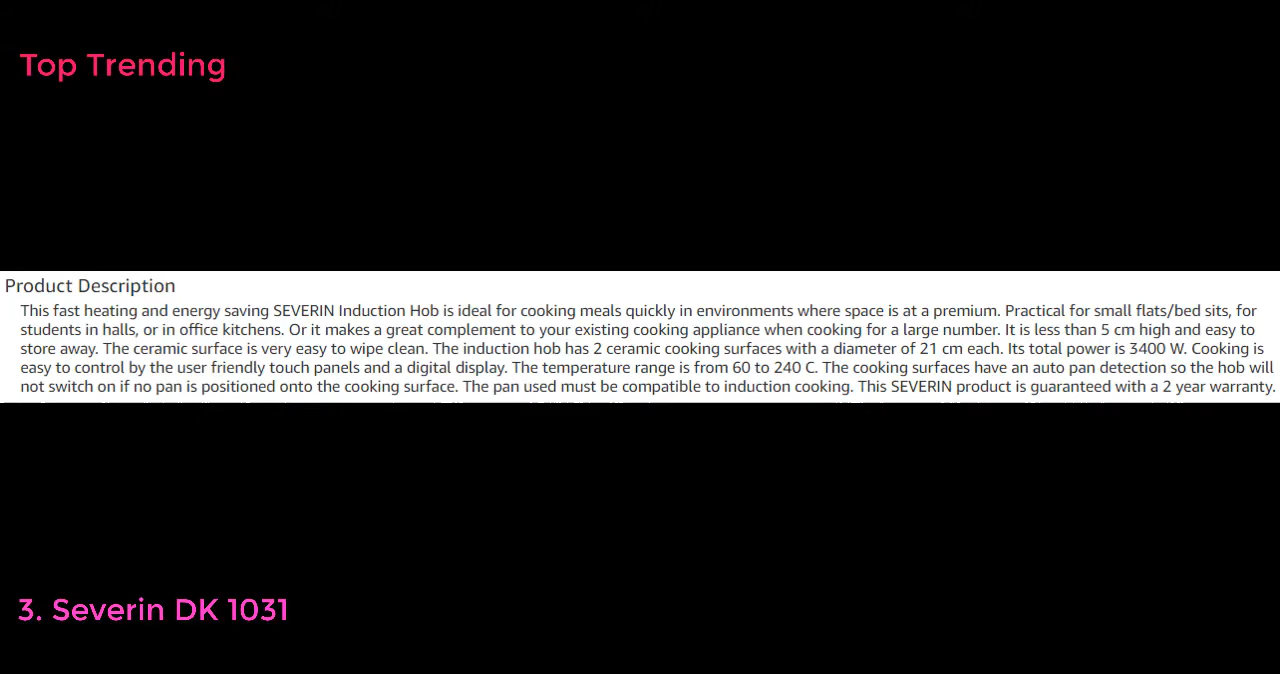 Top Trending
Product Description
This fast heating and energy saving SEVERIN Induction Hob is ideal for cooking meals quickly in environments where space is at a premium. Practical for small flats/bed sits, for
students in halls, or in office kitchens. Or it makes a great complement to your existing cooking appliance when cooking for a large number. It is less than 5 cm high and easy to
store away. The ceramic surface is very easy to wipe clean. The induction hob has 2 ceramic cooking surfaces with a diameter of 21 cm each. Its total power is 3400 W. Cooking is
easy to control by the user friendly touch panels and a digital display. The temperature range is from 60 to 240 C. The cooking surfaces have an auto pan detection so the hob will
not switch on if no pan is positioned onto the cooking surface. The pan used must be compatible to induction cooking. This SEVERIN product is guaranteed with a 2 year warranty.
3. Severin DK 1031